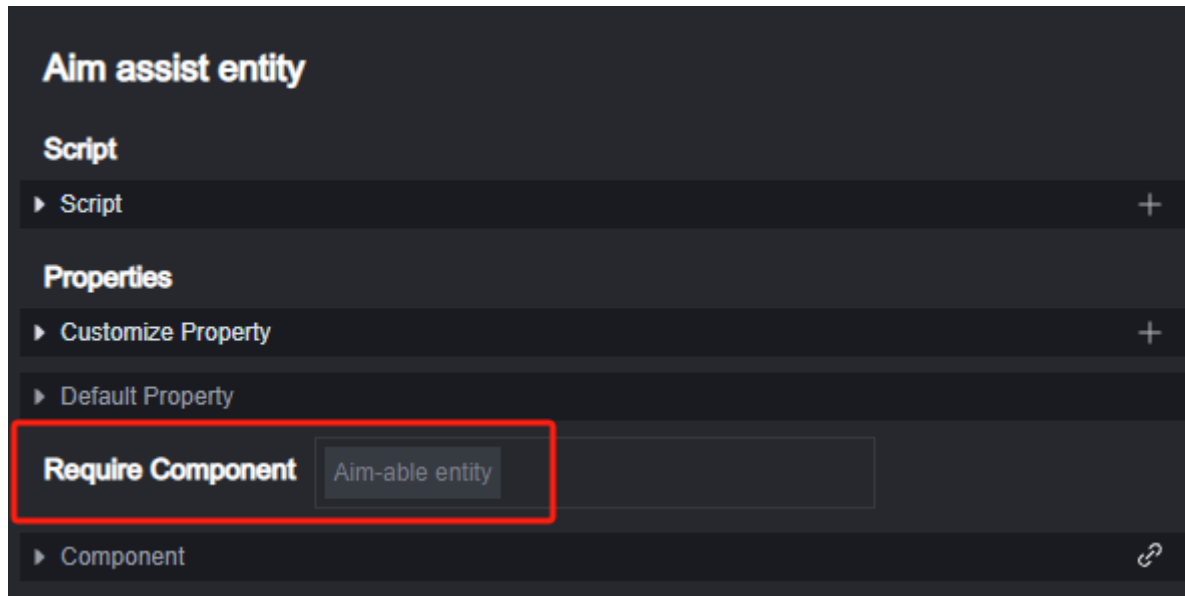 Aim assist entity
Script
Script
Properties
Customize Property
Default Property
Require Component Aim-able entity
Component